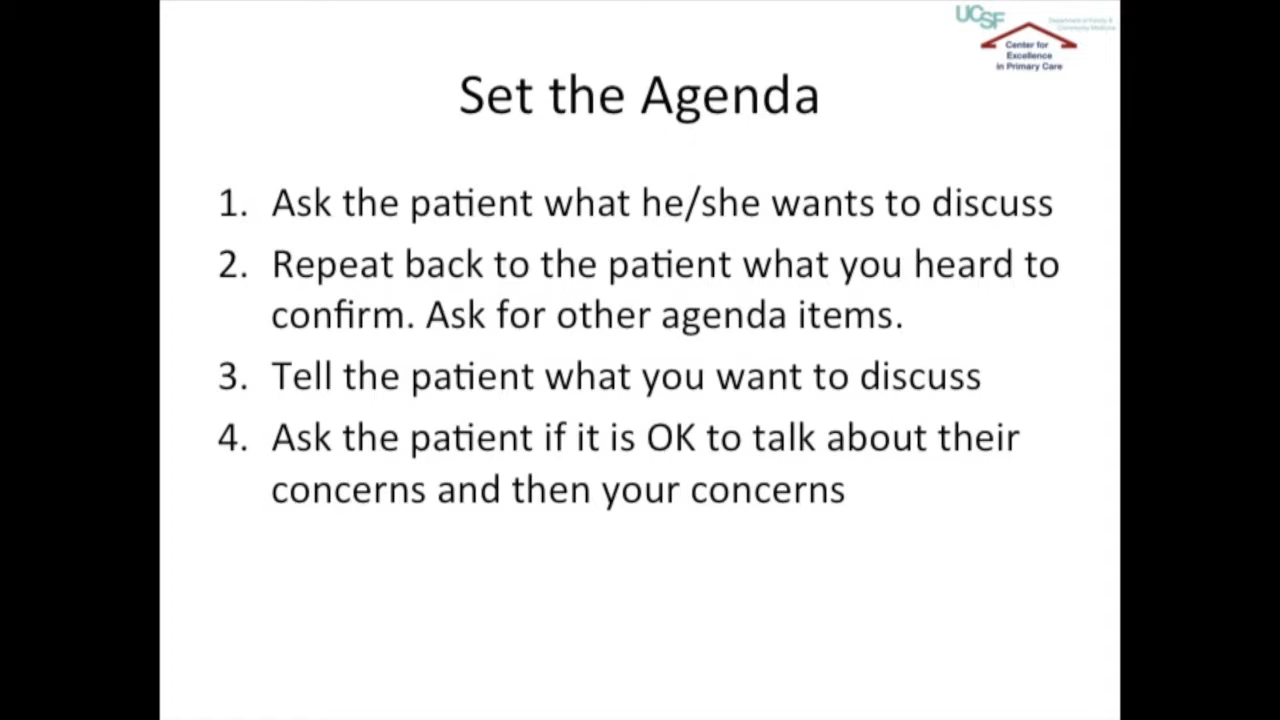 UCSF
Department of Family &
Community Medicine
Center for
Excellence
in Primary Care
Set the Agenda
1. Ask the patient what he/she wants to discuss
2. Repeat back to the patient what you heard to
confirm. Ask for other agenda items.
3. Tell the patient what you want to discuss
4. Ask the patient if it is OK to talk about their
concerns and then your concerns